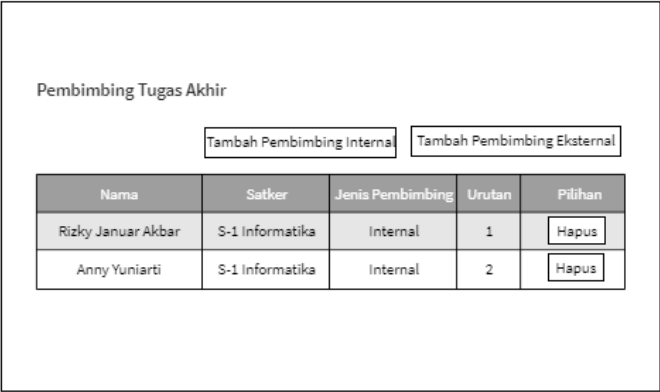 Pembimbing Tugas Akhir
Tambah Pembimbing Internal Tambah Pembimbing Eksternal
Nama Satker Jenis Pembimbing Urutan Pilihan
Rizky Januar Akbar S-1 Informatika Internal 1 Hapus
Anny Yuniarti S-1 Informatika Internal 2 Hapus